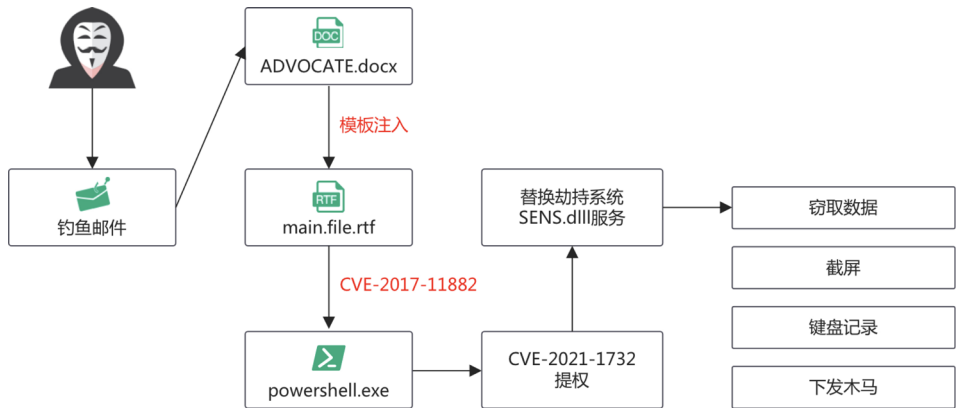 DOC
ADVOCATE.docx
模板注入
钓鱼邮件
RTF
main.file.rtf
CVE-2017-11882
powershell.exe
CVE-2021-1732
提权
替换劫持系统
SENS.dlll服务
窃取数据
截屏
键盘记录
下发木马